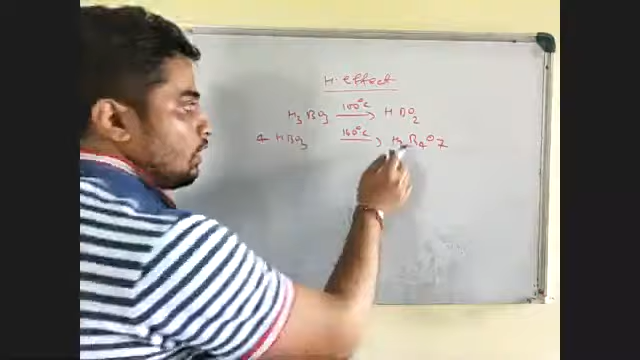 H. effect
H3BO3 100°C → HBO2
4 HBO3 160°C → H2B4O7